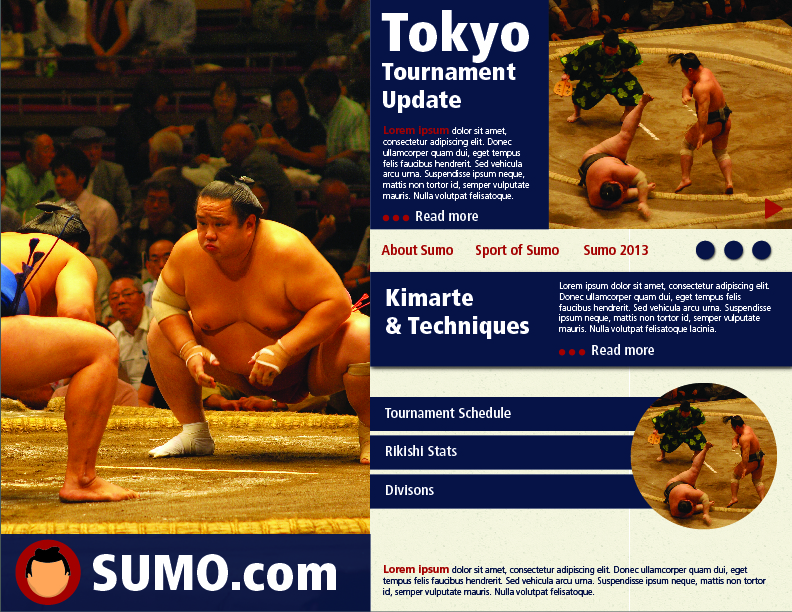 Tokyo
Tournament
Update
Lorem ipsum dolor sit amet,
consectetur adipiscing elit. Donec
ullamcorper quam dui, eget tempus
felis faucibus hendrerit. Sed vehicula
arcu urna. Suspendisse ipsum neque,
mattis non tortor id, semper vulputate
mauris. Nulla volutpat felisatoque.
Read more
About Sumo
Sport of Sumo
Sumo 2013
Kimarte
& Techniques
Lorem ipsum dolor sit amet, consectetur adipiscing elit.
Donec ullamcorper quam dui, eget tempus felis
faucibus hendrerit. Sed vehicula arcu urna. Suspendisse
ipsum neque, mattis non tortor id, semper vulputate
mauris. Nulla volutpat felisatoque lacinia.
Read more
Tournament Schedule
Rikishi Stats
Divisons
SUMO.com
Lorem ipsum dolor sit amet, consectetur adipiscing elit. Donec ullamcorper quam dui, eget
tempus felis faucibus hendrerit. Sed vehicula arcu urna. Suspendisse ipsum neque, mattis non tortor
id, semper vulputate mauris. Nulla volutpat felisatoque.